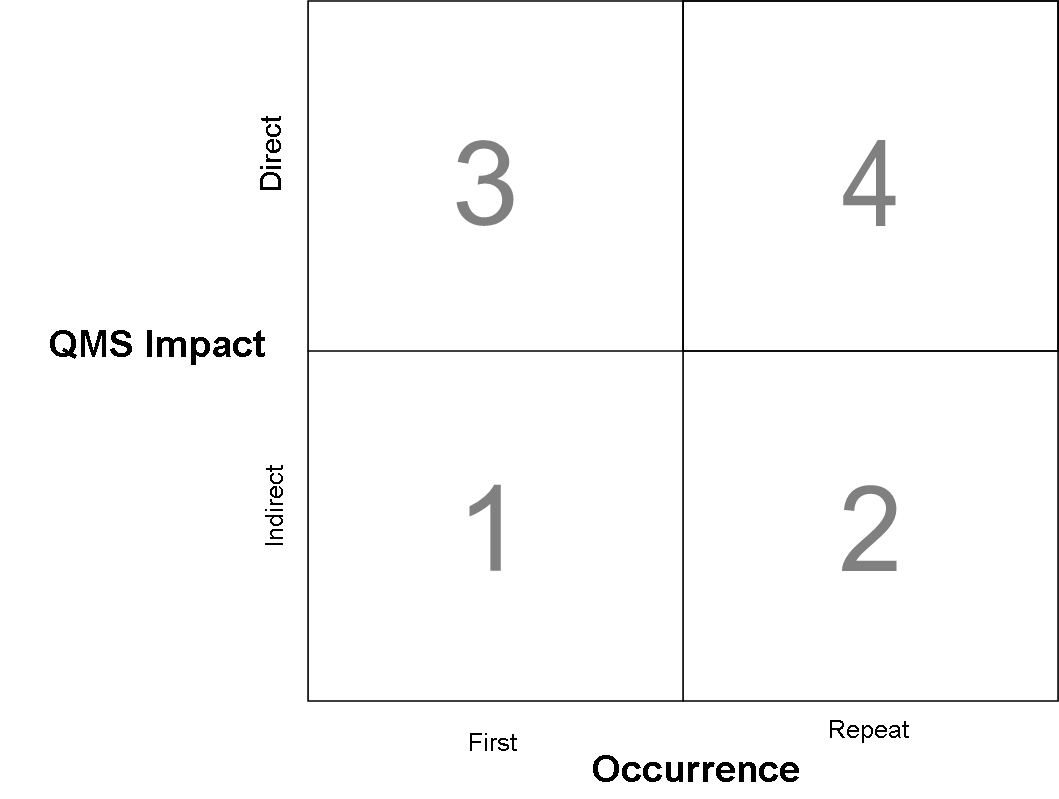 Direct
3
4
QMS Impact
Indirect
1
2
First
Repeat
Occurrence